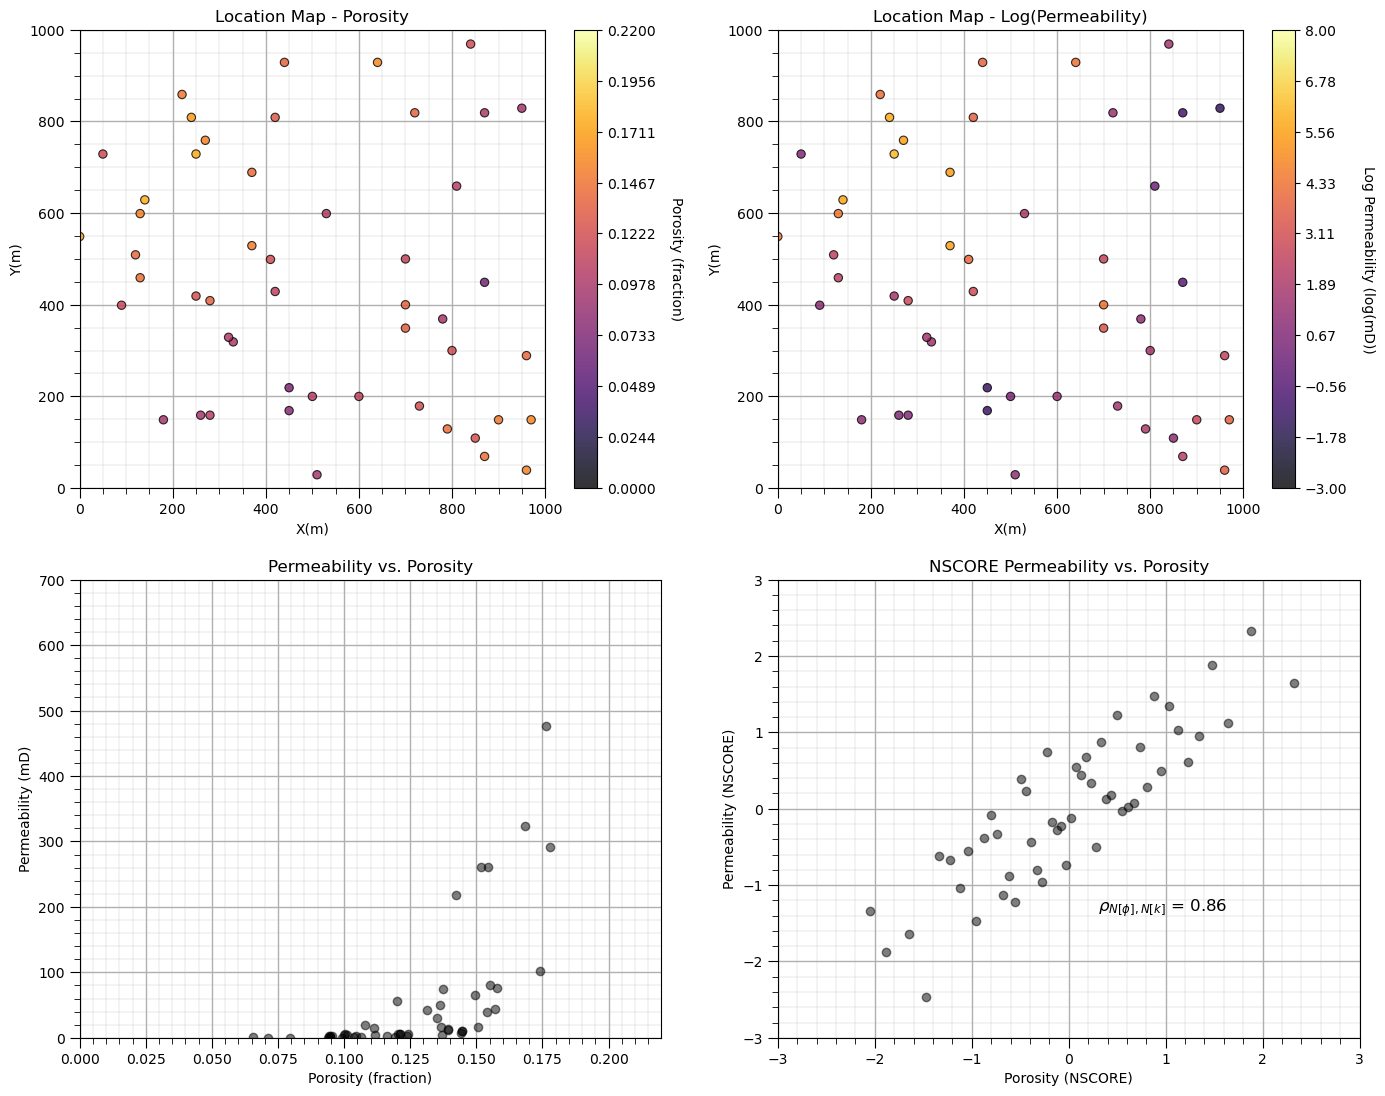 Location Map - Porosity
1000
800
600
400
200
0
Y(m)
0 200 400 600 800 1000
X(m)
0.2200
0.1956
0.1711
0.1467
0.1222
0.0978
0.0733
0.0489
0.0244
0.0000
Porosity (fraction)
Location Map - Log(Permeability)
1000
800
600
400
200
0
Y(m)
0 200 400 600 800 1000
X(m)
8.00
6.78
5.56
4.33
3.11
1.89
0.67
−0.56
−1.78
−3.00
Log Permeability (log(mD))
Permeability vs. Porosity
700
600
500
400
300
200
100
0
Permeability (mD)
0.000 0.025 0.050 0.075 0.100 0.125 0.150 0.175 0.200
Porosity (fraction)
NSCORE Permeability vs. Porosity
3
2
1
0
−1
−2
−3
Permeability (NSCORE)
ρN[ϕ],N[k] = 0.86
−3 −2 −1 0 1 2 3
Porosity (NSCORE)